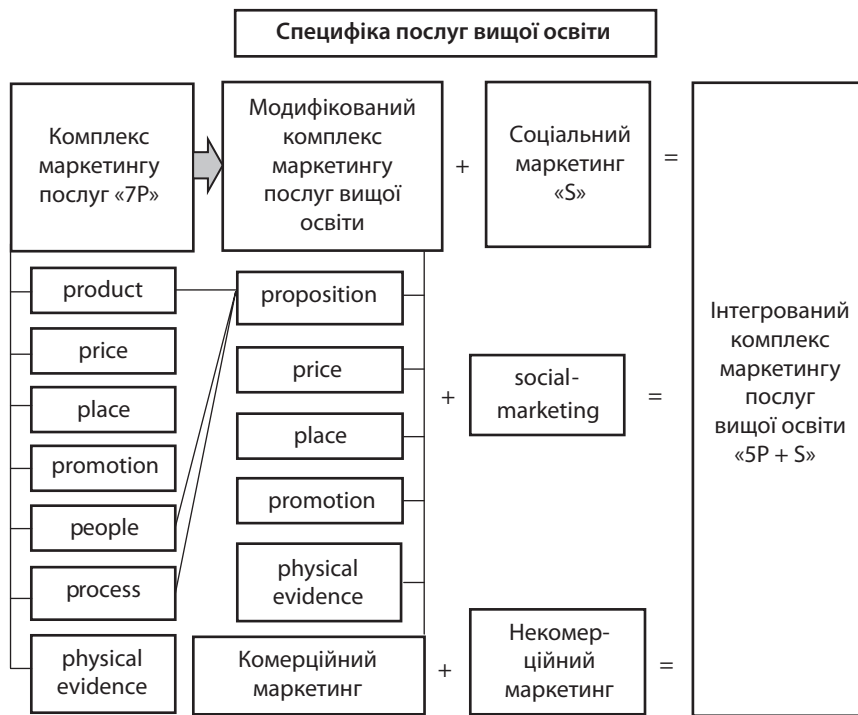 Специфіка послуг вищої освіти
Комплекс
маркетингу
послуг «7P»
Модифікований
комплекс
маркетингу
послуг вищої
освіти
+
Соціальний
маркетинг
«S»
=
product
price
place
promotion
people
process
physical
evidence
proposition
price
place
promotion
physical
evidence
+
social-
marketing
=
Комерційний
маркетинг
+
Некомер-
ційний
маркетинг
=
Інтегрований
комплекс
маркетингу
послуг
вищої освіти
«5P + S»